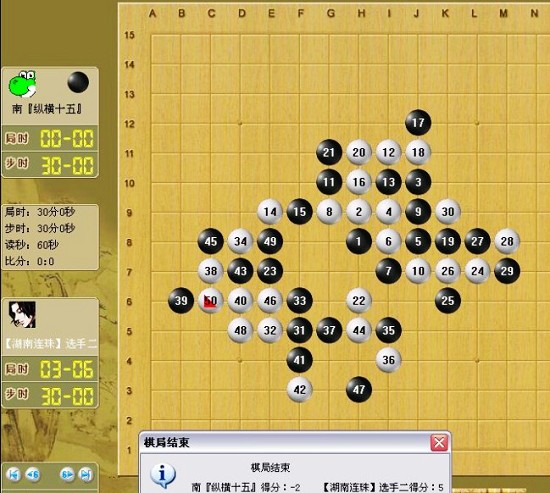 A B C D E F G H I J K L M N
15
14
13
12 17
11 21 20 12 18
10 11 16 13 3
9 14 15 8 2 4 9 30
8 45 34 49 1 6 5 19 27 28
7 38 43 23 7 10 26 24 29
6 39 50 40 46 33 22 25
5 48 32 31 37 44 35
4 41 36
3 42 47
2
1
南『纵横十五』
局时 00-00
步时 30-00
局时: 30分0秒
步时: 30分0秒
读秒: 60秒
比分: 0:0
【湖南连珠】选手二
局时 03-06
步时 30-00
棋局结束
棋局结束
南『纵横十五』得分: -2 【湖南连珠】选手二得分: 5